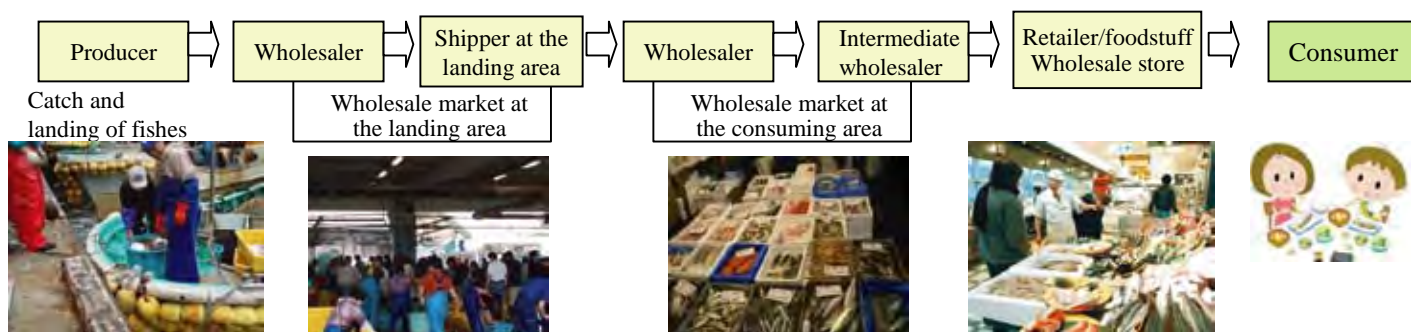 Producer
Wholesaler
Shipper at the
landing area
Wholesaler
Intermediate
wholesaler
Retailer/foodstuff
Wholesale store
Consumer
Catch and
landing of fishes
Wholesale market at
the landing area
Wholesale market at
the consuming area